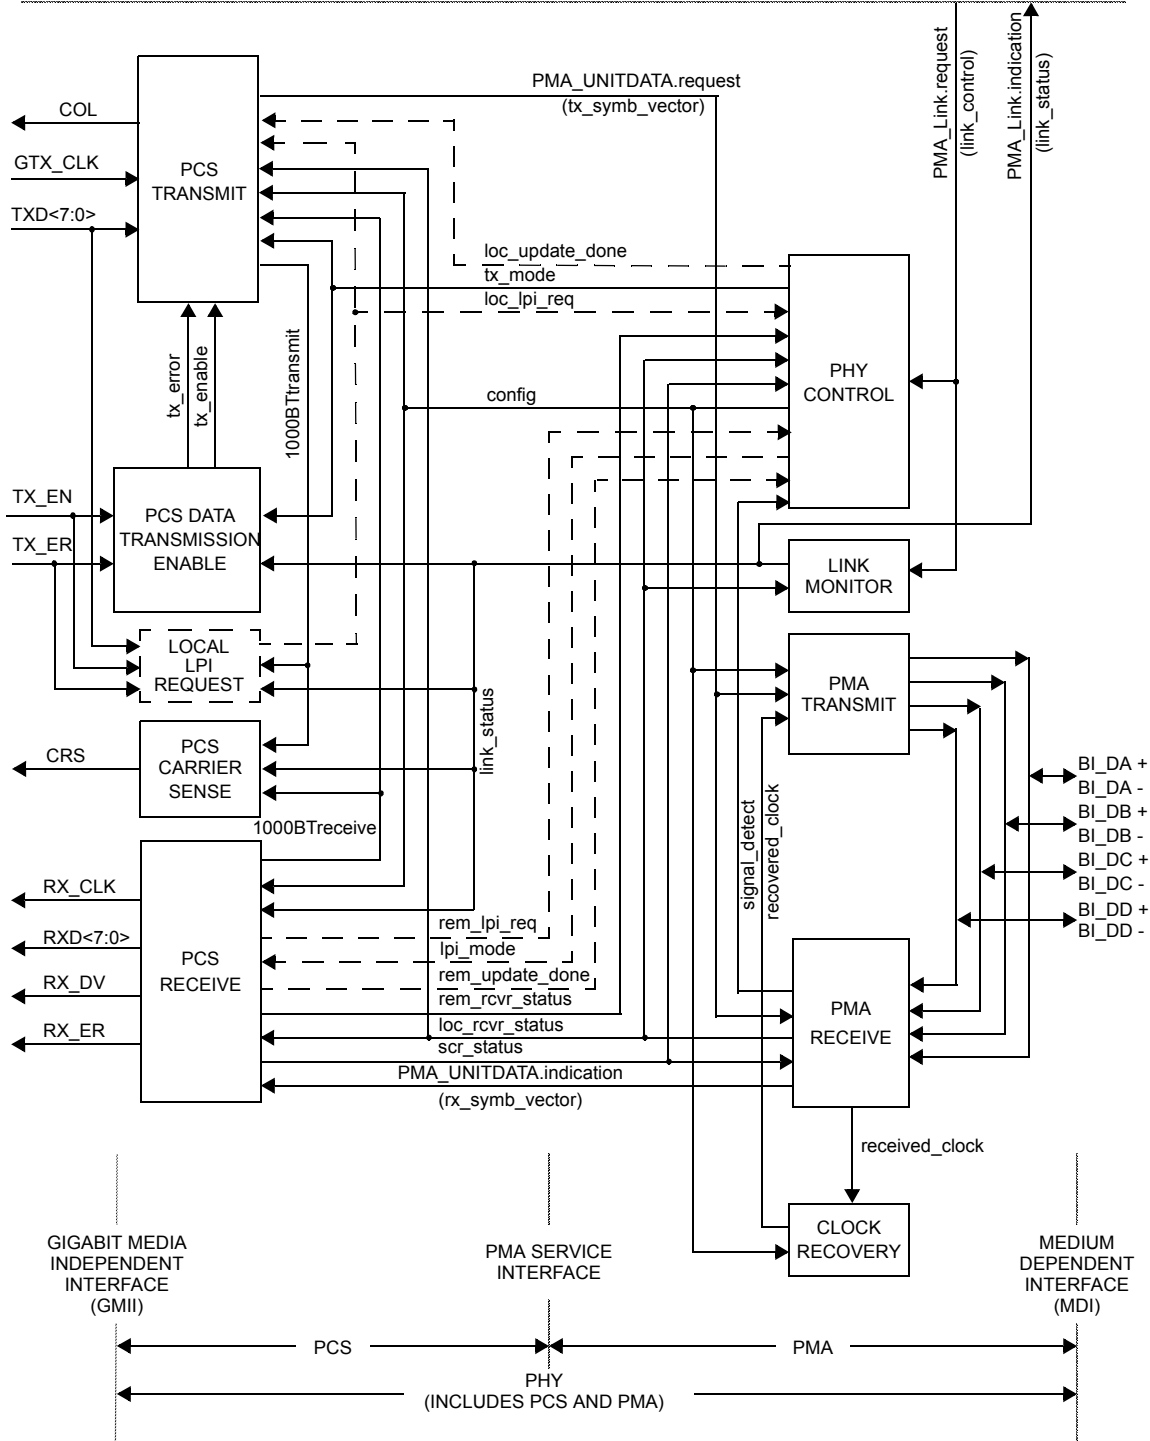 PMA_Link.request
(link_control)
PMA_Link.indication
(link_status)
PMA_UNITDATA.request
(tx_symb_vector)
COL
GTX_CLK
TXD<7:0>
PCS
TRANSMIT
loc_update_done
tx_mode
loc_lpi_req
tx_error
tx_enable
1000BTtransmit
config
PHY
CONTROL
TX_EN
TX_ER
PCS DATA
TRANSMISSION
ENABLE
LINK
MONITOR
LOCAL
LPI
REQUEST
link_status
PMA
TRANSMIT
CRS
PCS
CARRIER
SENSE
1000BTreceive
signal_detect
recovered_clock
BI_DA +
BI_DA -
BI_DB +
BI_DB -
BI_DC +
BI_DC -
BI_DD +
BI_DD -
RX_CLK
RXD<7:0>
RX_DV
RX_ER
PCS
RECEIVE
rem_lpi_req
lpi_mode
rem_update_done
rem_rcvr_status
loc_rcvr_status
scr_status
PMA_UNITDATA.indication
(rx_symb_vector)
PMA
RECEIVE
received_clock
CLOCK
RECOVERY
GIGABIT MEDIA
INDEPENDENT
INTERFACE
(GMII)
PMA SERVICE
INTERFACE
MEDIUM
DEPENDENT
INTERFACE
(MDI)
PCS
PMA
PHY
(INCLUDES PCS AND PMA)